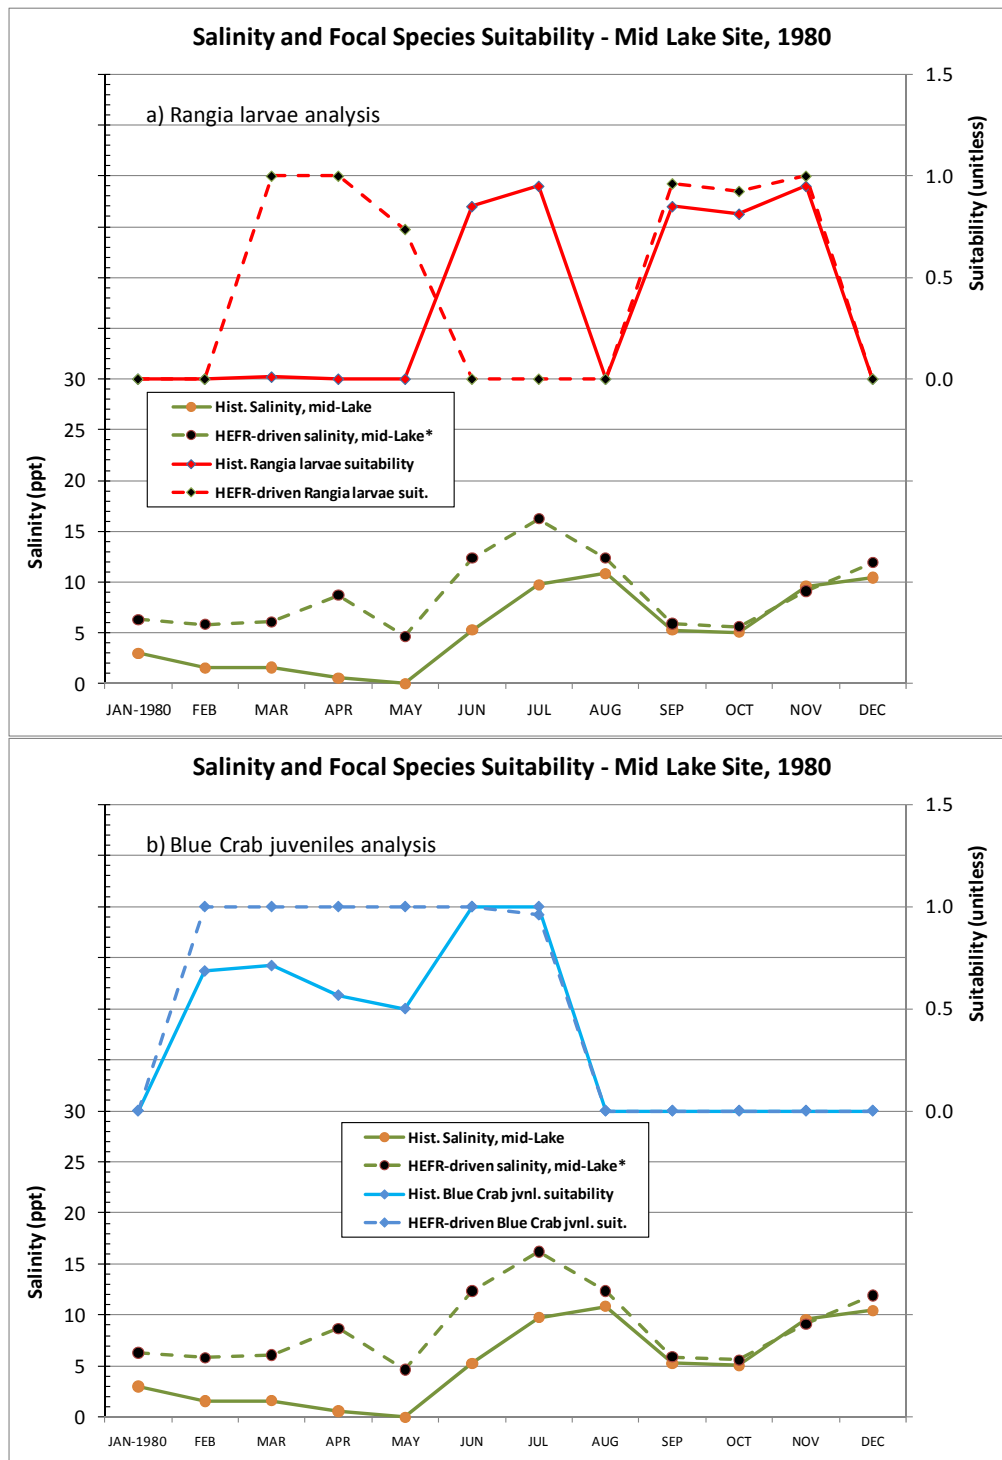 Salinity and Focal Species Suitability - Mid Lake Site, 1980
a) Rangia larvae analysis
1.5
1.0
0.5
0.0
Suitability (unitless)
30
25
20
15
10
5
0
Salinity (ppt)
Hist. Salinity, mid-Lake
HEFR-driven salinity, mid-Lake*
Hist. Rangia larvae suitability
HEFR-driven Rangia larvae suit.
JAN-1980 FEB MAR APR MAY JUN JUL AUG SEP OCT NOV DEC
Salinity and Focal Species Suitability - Mid Lake Site, 1980
b) Blue Crab juveniles analysis
1.5
1.0
0.5
0.0
Suitability (unitless)
30
25
20
15
10
5
0
Salinity (ppt)
Hist. Salinity, mid-Lake
HEFR-driven salinity, mid-Lake*
Hist. Blue Crab jvnl. suitability
HEFR-driven Blue Crab jvnl. suit.
JAN-1980 FEB MAR APR MAY JUN JUL AUG SEP OCT NOV DEC